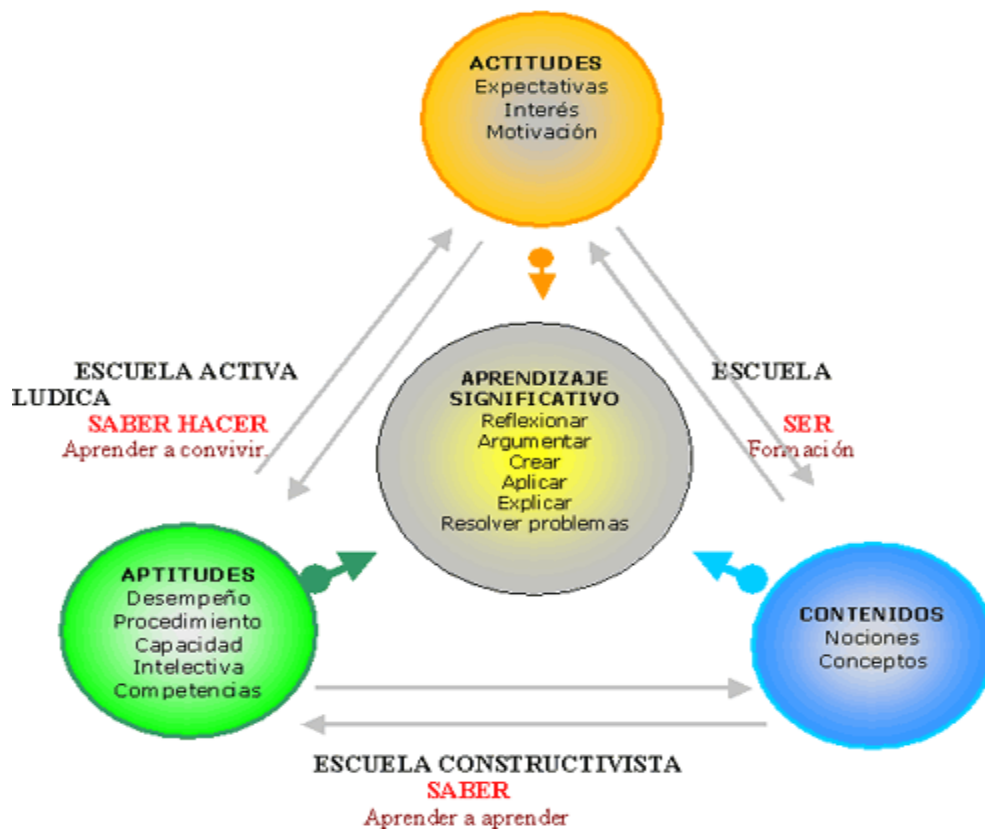 ACTITUDES
Expectativas
Interés
Motivación
ESCUELA ACTIVA
LUDICA
SABER HACER
Aprender a convivir.
APRENDIZAJE
SIGNIFICATIVO
Reflexionar
Argumentar
Crear
Aplicar
Explicar
Resolver problemas
ESCUELA
SER
Formación
APTITUDES
Desempeño
Procedimiento
Capacidad
Intelectiva
Competencias
CONTENIDOS
Nociones
Conceptos
ESCUELA CONSTRUCTIVISTA
SABER
Aprender a aprender